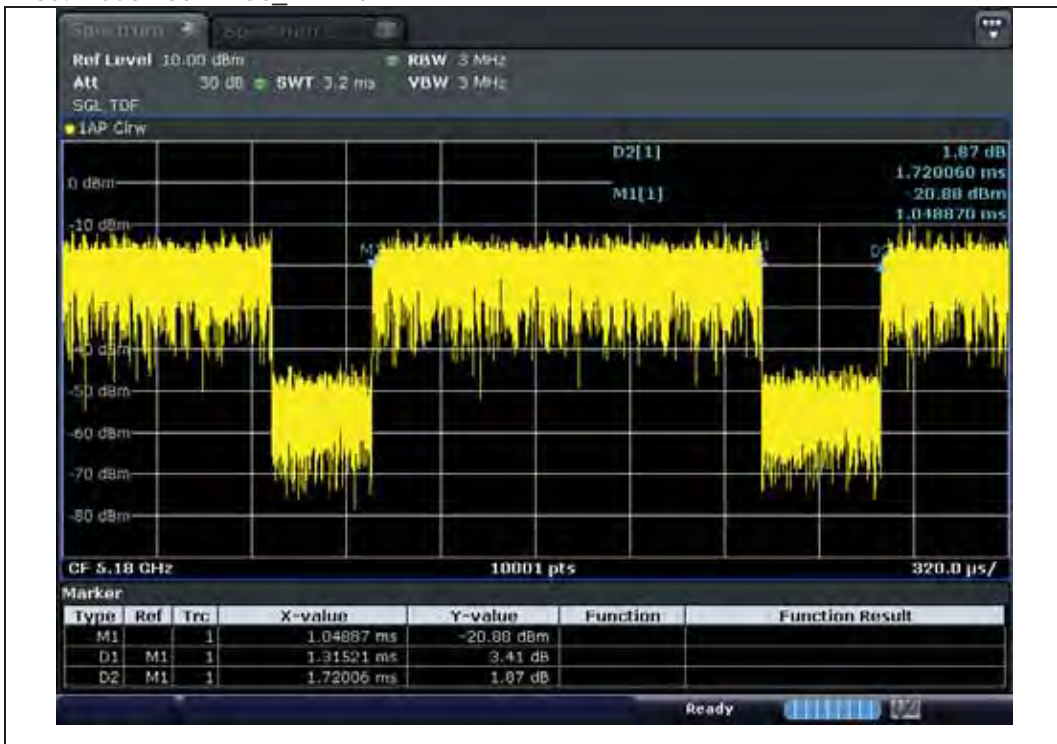 Spectrum
Ref Level 10.00 dBm RBW 3 MHz
Att 30 dB SWT 3.2 ms VBW 3 MHz
SGL TDF
1AP Clrw
D2[1] 1.87 dB
1.720060 ms
0 dBm
M1[1] -20.88 dBm
1.048870 ms
-10 dBm
-40 dBm
-50 dBm
-60 dBm
-70 dBm
-80 dBm
CF 5.18 GHz 10001 pts 320.0 µs/
Marker
Type Ref Trc X-value Y-value Function Function Result
M1 1 1.04887 ms -20.88 dBm
D1 M1 1 1.31521 ms 3.41 dB
D2 M1 1 1.72006 ms 1.87 dB
Ready